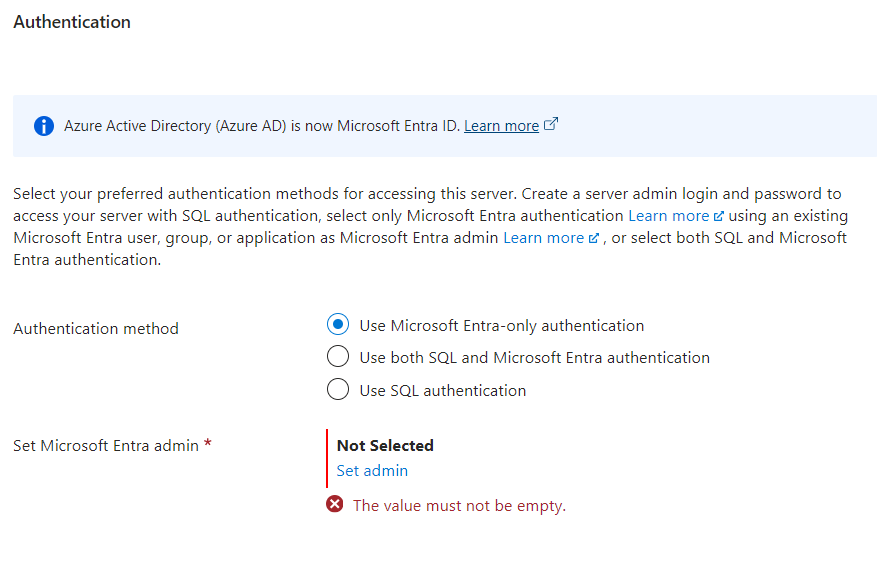 Authentication
Azure Active Directory (Azure AD) is now Microsoft Entra ID. Learn more
Select your preferred authentication methods for accessing this server. Create a server admin login and password to
access your server with SQL authentication, select only Microsoft Entra authentication Learn more using an existing
Microsoft Entra user, group, or application as Microsoft Entra admin Learn more , or select both SQL and Microsoft
Entra authentication.
Authentication method
Use Microsoft Entra-only authentication
Use both SQL and Microsoft Entra authentication
Use SQL authentication
Set Microsoft Entra admin *
Not Selected
Set admin
The value must not be empty.